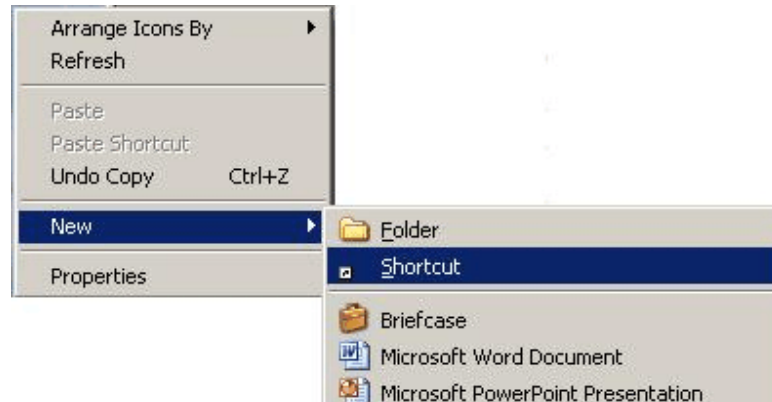 Arrange Icons By
Refresh
Paste
Paste Shortcut
Undo Copy Ctrl+Z
New
Properties
Folder
Shortcut
Briefcase
Microsoft Word Document
Microsoft PowerPoint Presentation